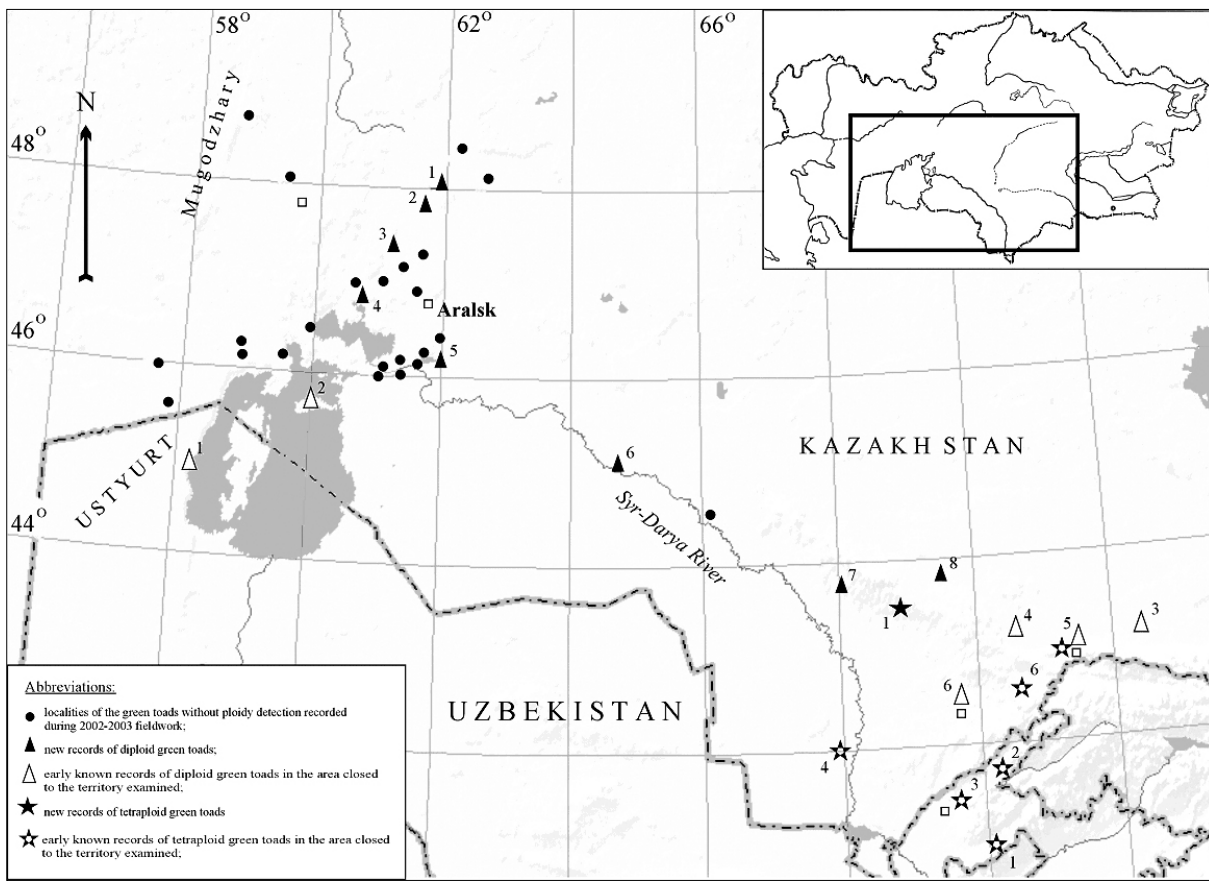 58°
62°
66°
N
Mugodzhary
48°
1
2
3
4
Aralsk
46°
5
2
KAZAKHSTAN
1
6
USTYURT
44°
Syr-Darya River
7
8
1
4
5
3
6
6
UZBEKISTAN
4
2
3
1
Abbreviations:
localities of the green toads without ploidy detection recorded
during 2002-2003 fieldwork;
new records of diploid green toads;
early known records of diploid green toads in the area closed
to the territory examined;
new records of tetraploid green toads
early known records of tetraploid green toads in the area closed
to the territory examined;